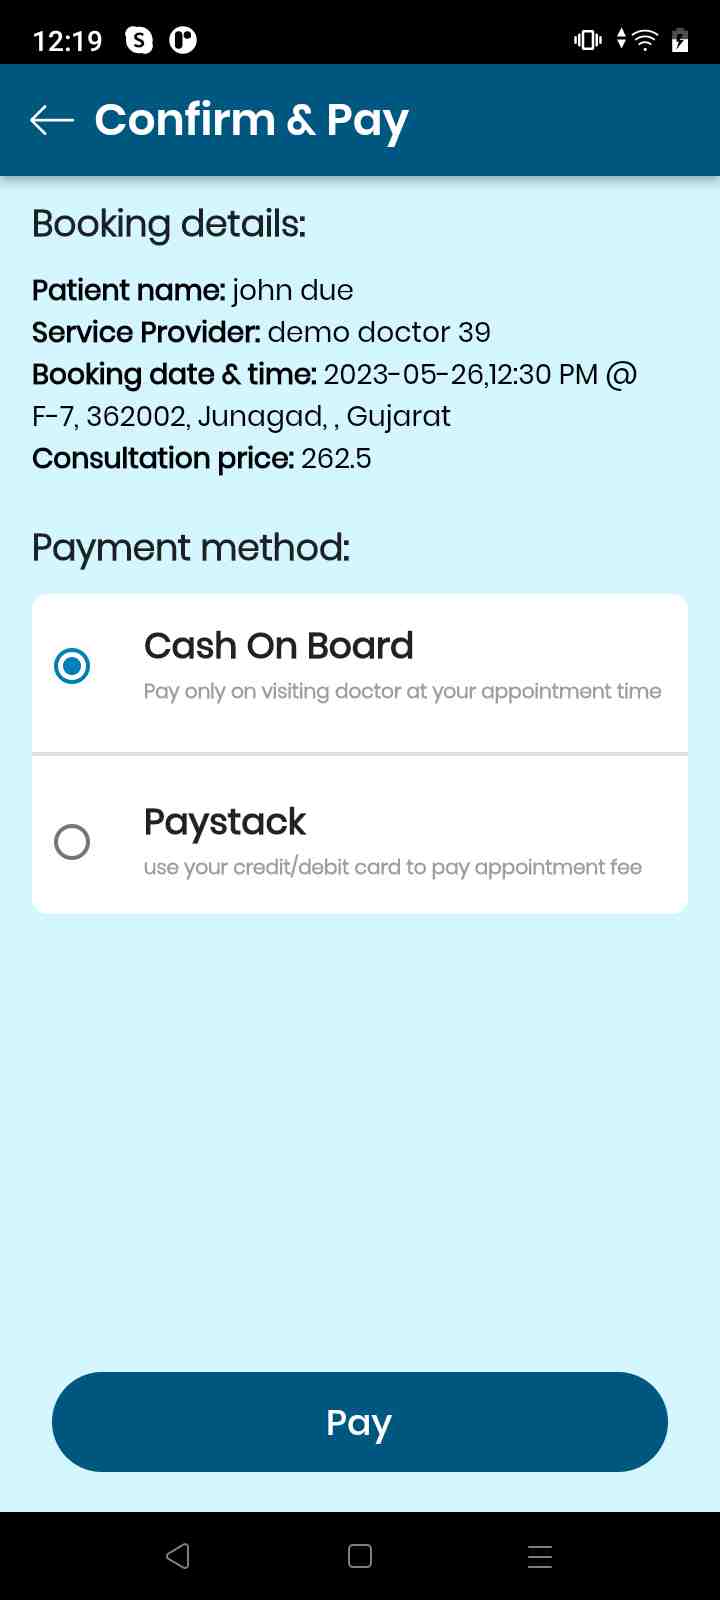 12:19 S
Confirm & Pay
Booking details:
Patient name: john due
Service Provider: demo doctor 39
Booking date & time: 2023-05-26,12:30 PM @
F-7, 362002, Junagad, , Gujarat
Consultation price: 262.5
Payment method:
Cash On Board
Pay only on visiting doctor at your appointment time
Paystack
use your credit/debit card to pay appointment fee
Pay